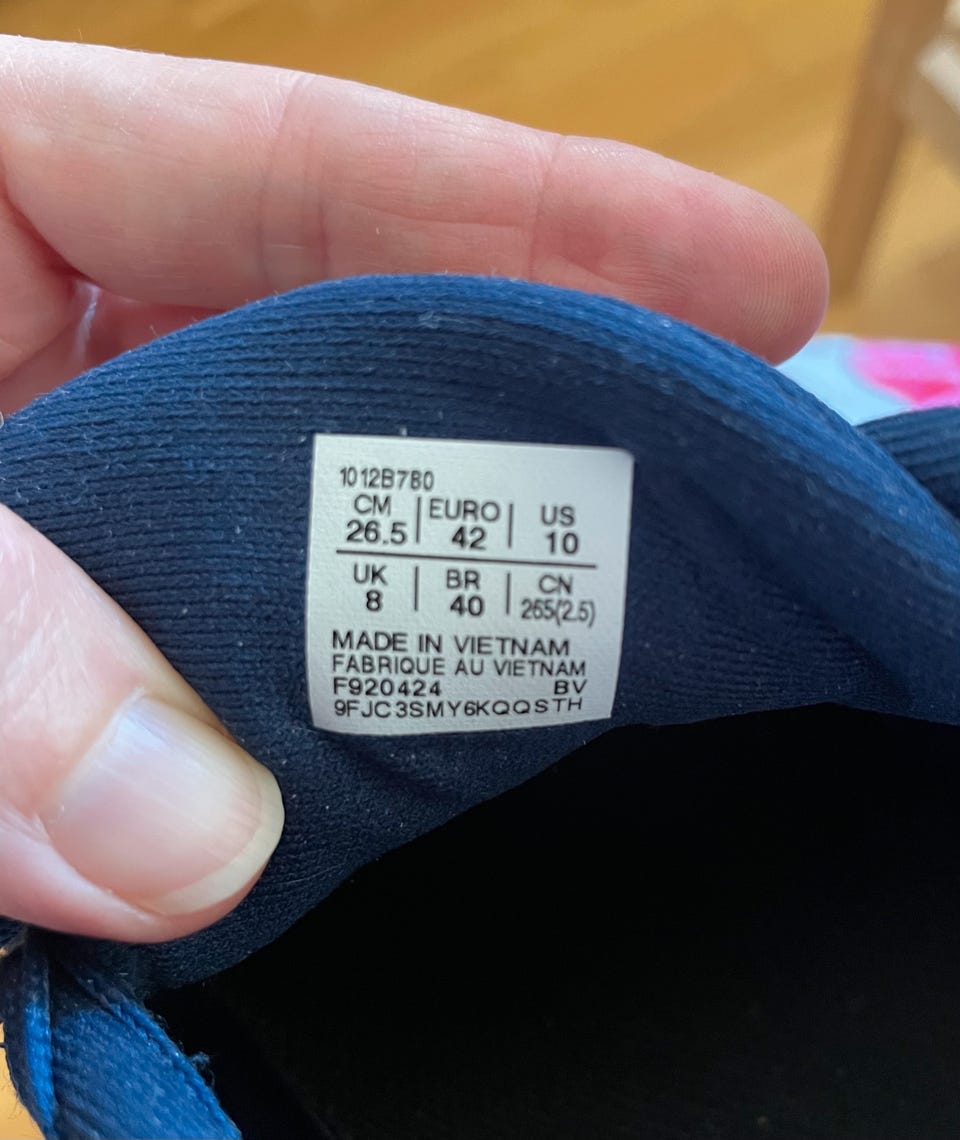 1012B7B0
CM | EURO | US
26.5 | 42 | 10
UK | BR | CN
8 | 40 | 265(2.5)
MADE IN VIETNAM
FABRIQUE AU VIETNAM
F920424 BV
9FJC3SMY6KQQSTH